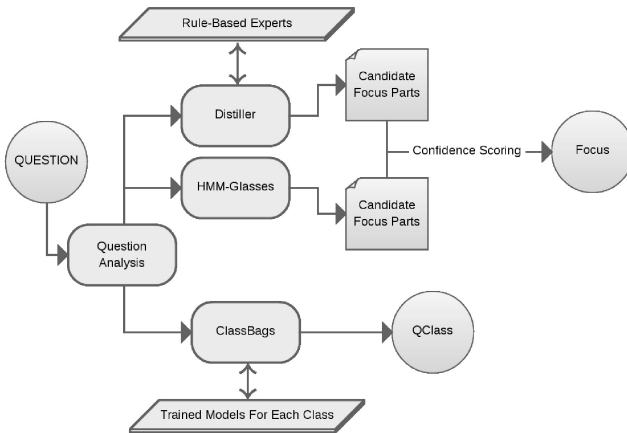 Rule-Based Experts
Candidate
Focus Parts
Distiller
QUESTION
Confidence Scoring
Focus
HMM-Glasses
Candidate
Focus Parts
Question
Analysis
ClassBags
QClass
Trained Models For Each Class